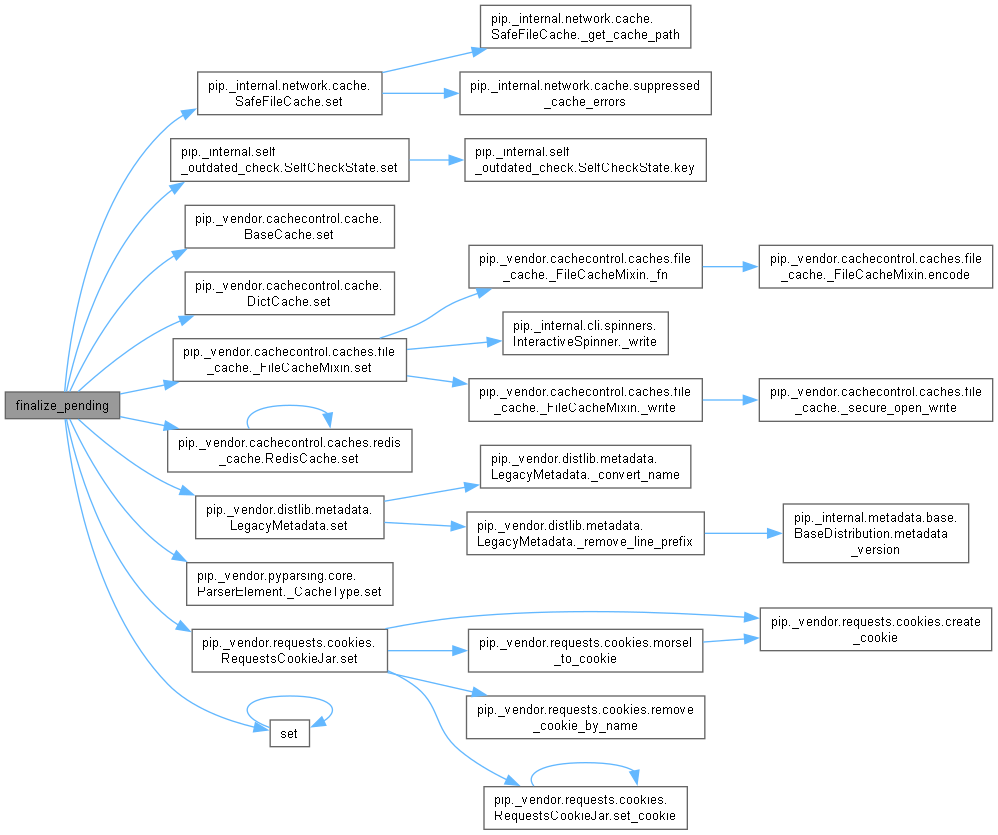 pip._internal.network.cache.
SafeFileCache._get_cache_path
pip._internal.network.cache.
SafeFileCache.set
pip._internal.network.cache.suppressed
_cache_errors
pip._internal.self
_outdated_check.SelfCheckState.set
pip._internal.self
_outdated_check.SelfCheckState.key
pip._vendor.cachecontrol.cache.
BaseCache.set
pip._vendor.cachecontrol.caches.file
_cache._FileCacheMixin._fn
pip._vendor.cachecontrol.caches.file
_cache._FileCacheMixin.encode
pip._vendor.cachecontrol.cache.
DictCache.set
pip._internal.cli.spinners.
InteractiveSpinner._write
pip._vendor.cachecontrol.caches.file
_cache._FileCacheMixin.set
pip._vendor.cachecontrol.caches.file
_cache._FileCacheMixin._write
pip._vendor.cachecontrol.caches.file
_cache._secure_open_write
finalize_pending
pip._vendor.cachecontrol.caches.redis
_cache.RedisCache.set
pip._vendor.distlib.metadata.
LegacyMetadata._convert_name
pip._vendor.distlib.metadata.
LegacyMetadata.set
pip._vendor.distlib.metadata.
LegacyMetadata._remove_line_prefix
pip._internal.metadata.base.
BaseDistribution.metadata
_version
pip._vendor.pyparsing.core.
ParserElement._CacheType.set
pip._vendor.requests.cookies.create
_cookie
pip._vendor.requests.cookies.
RequestsCookieJar.set
pip._vendor.requests.cookies.morsel
_to_cookie
pip._vendor.requests.cookies.remove
_cookie_by_name
set
pip._vendor.requests.cookies.
RequestsCookieJar.set_cookie